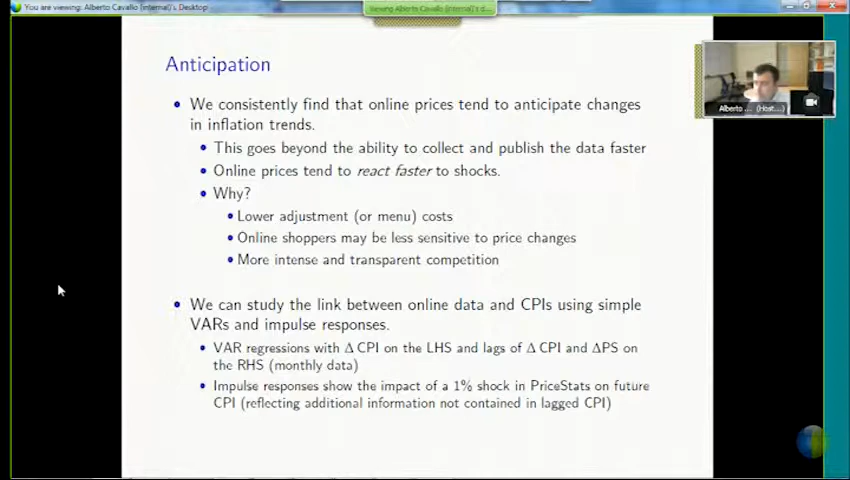 You are viewing: Alberto Cavallo (internal)'s Desktop
Viewing Alberto Cavallo (internal)'s d...
Anticipation
Alberto ... (Host...)
• We consistently find that online prices tend to anticipate changes
in inflation trends.
• This goes beyond the ability to collect and publish the data faster
• Online prices tend to react faster to shocks.
• Why?
• Lower adjustment (or menu) costs
• Online shoppers may be less sensitive to price changes
• More intense and transparent competition
• We can study the link between online data and CPIs using simple
VARs and impulse responses.
• VAR regressions with Δ CPI on the LHS and lags of Δ CPI and ΔPS on
the RHS (monthly data)
• Impulse responses show the impact of a 1% shock in PriceStats on future
CPI (reflecting additional information not contained in lagged CPI)